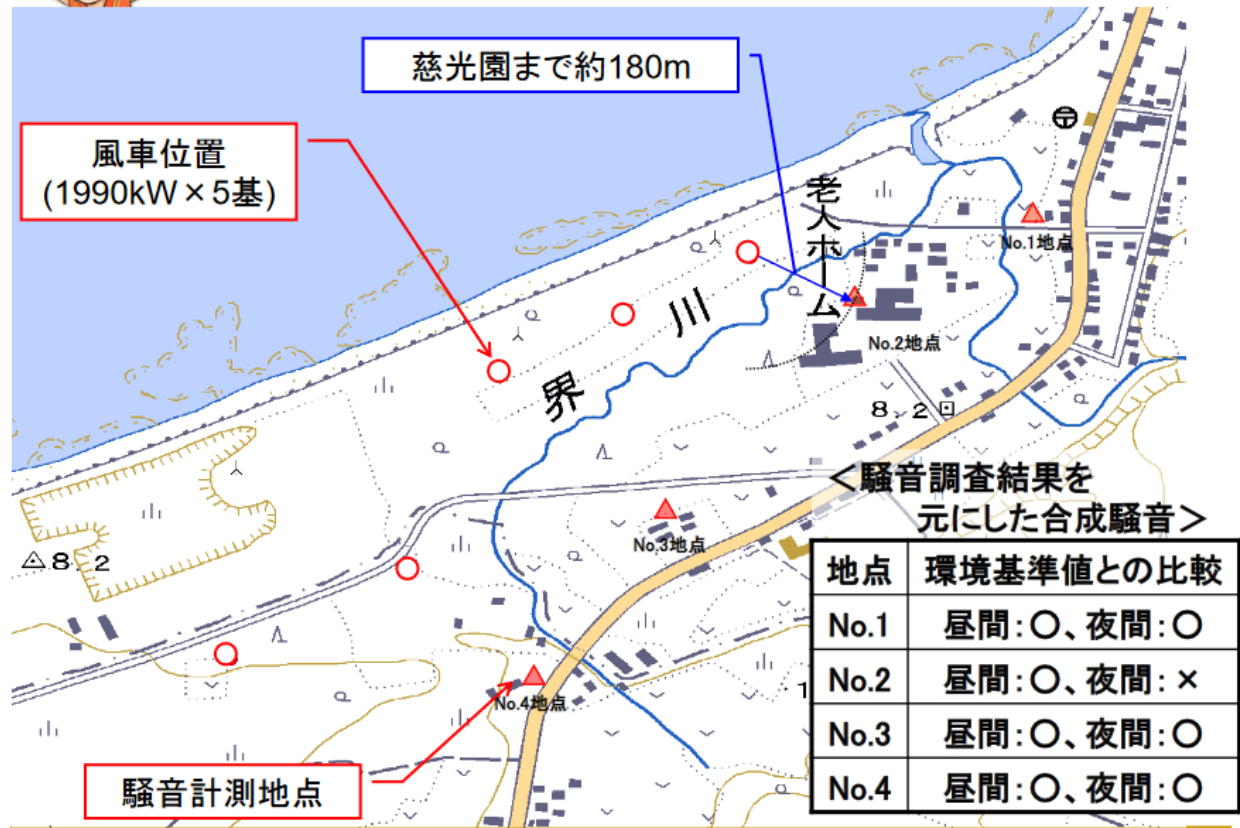 慈光園まで約180m
風車位置
(1990kW×5基)
老人ホーム
No.1地点
界川
No.2地点
8.2
<騒音調査結果を
元にした合成騒音>
No.3地点
8.2
No.4地点
騒音計測地点
地点 環境基準値との比較
No.1 昼間:○、夜間:○
No.2 昼間:○、夜間:×
No.3 昼間:○、夜間:○
No.4 昼間:○、夜間:○
1